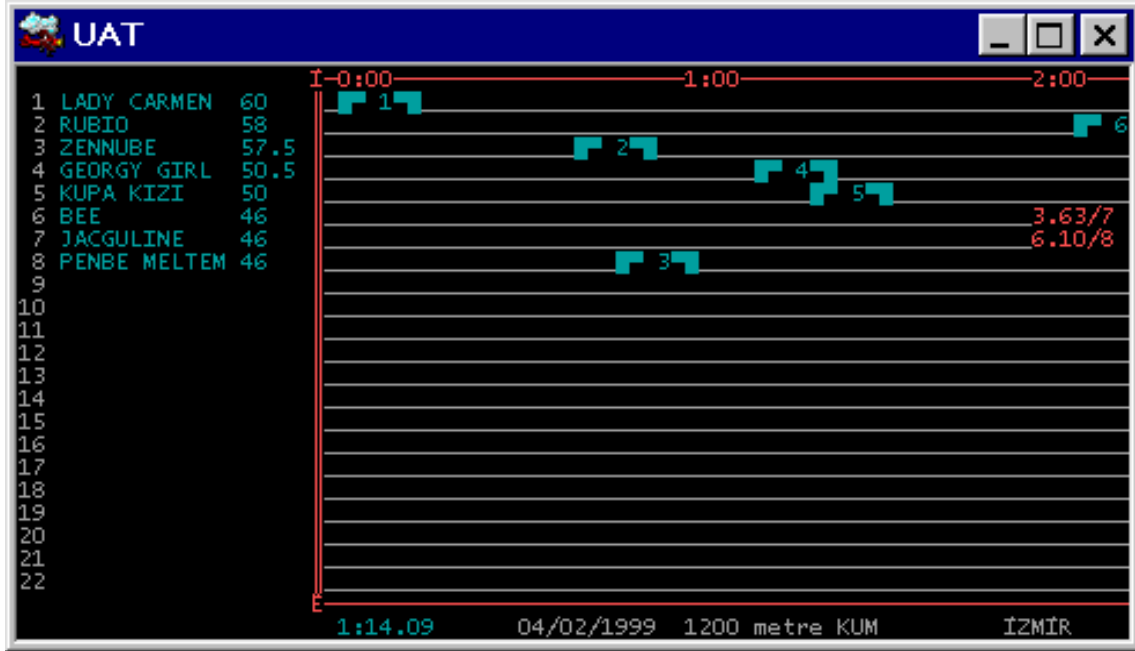 UAT
İ 0:00 1:00 2:00
1 LADY CARMEN 60 1
2 RUBIO 58 6
3 ZENNUBE 57.5 2
4 GEORGY GIRL 50.5 4
5 KUPA KIZI 50 5
6 BEE 46 3.63/7
7 JACGULINE 46 6.10/8
8 PENBE MELTEM 46 3
9
10
11
12
13
14
15
16
17
18
19
20
21
22
E
1:14.09 04/02/1999 1200 metre KUM İZMİR